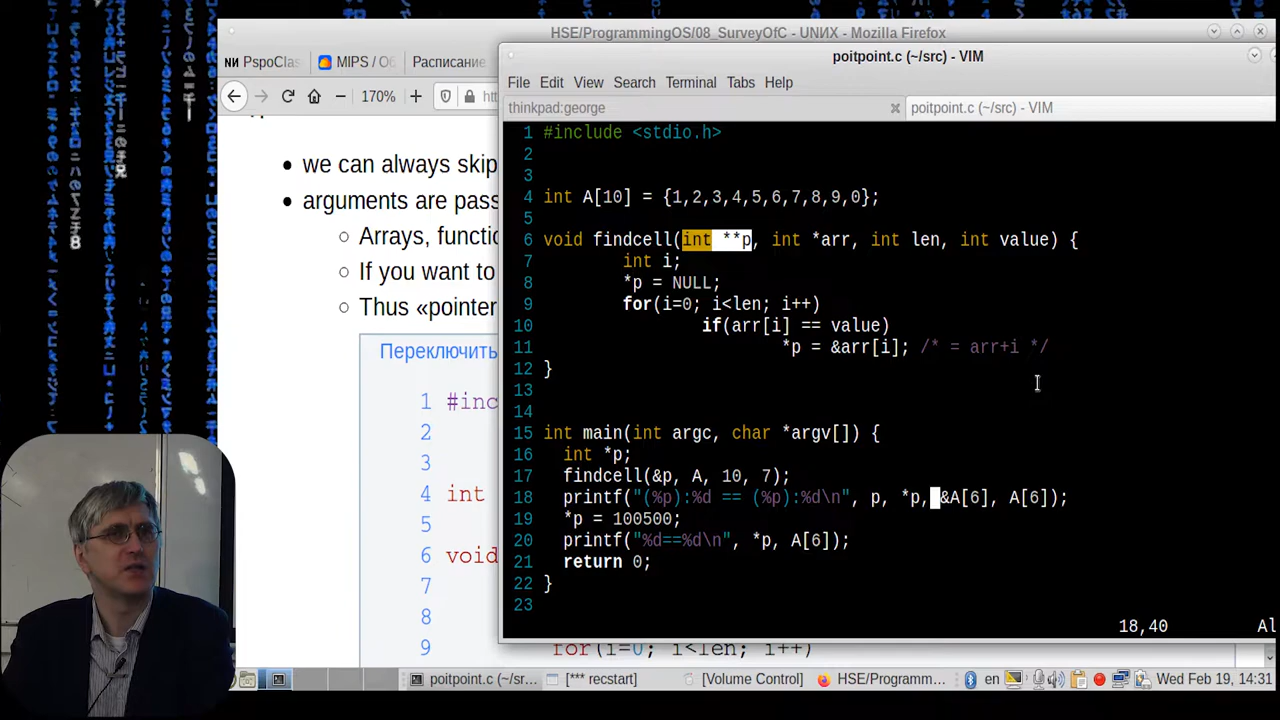 HSE/ProgrammingOS/08_SurveyOfC - UNИX - Mozilla Firefox
ИИ PspoClas
MIPS / Об
Расписание
170%
we can always skip
arguments are pass
Arrays, functio
If you want to
Thus «pointer
Переключить
1 #inc
2
3
4 int
5
6 void
7
8
9 for(i=0; i<len; i++)
poitpoint.c (~/src) - VIM
File Edit View Search Terminal Tabs Help
thinkpad:george
poitpoint.c (~/src) - VIM
1 #include <stdio.h>
2
3
4 int A[10] = {1,2,3,4,5,6,7,8,9,0};
5
6 void findcell(int **p, int *arr, int len, int value) {
7 int i;
8 *p = NULL;
9 for(i=0; i<len; i++)
10 if(arr[i] == value)
11 *p = &arr[i]; /* = arr+i */
12 }
13
14
15 int main(int argc, char *argv[]) {
16 int *p;
17 findcell(&p, A, 10, 7);
18 printf("(%p):%d == (%p):%d\n", p, *p, &A[6], A[6]);
19 *p = 100500;
20 printf("%d==%d\n", *p, A[6]);
21 return 0;
22 }
23
18,40 Al
poitpoint.c (~/sr...
[*** recstart]
[Volume Control]
HSE/Programm...
en
Wed Feb 19, 14:31